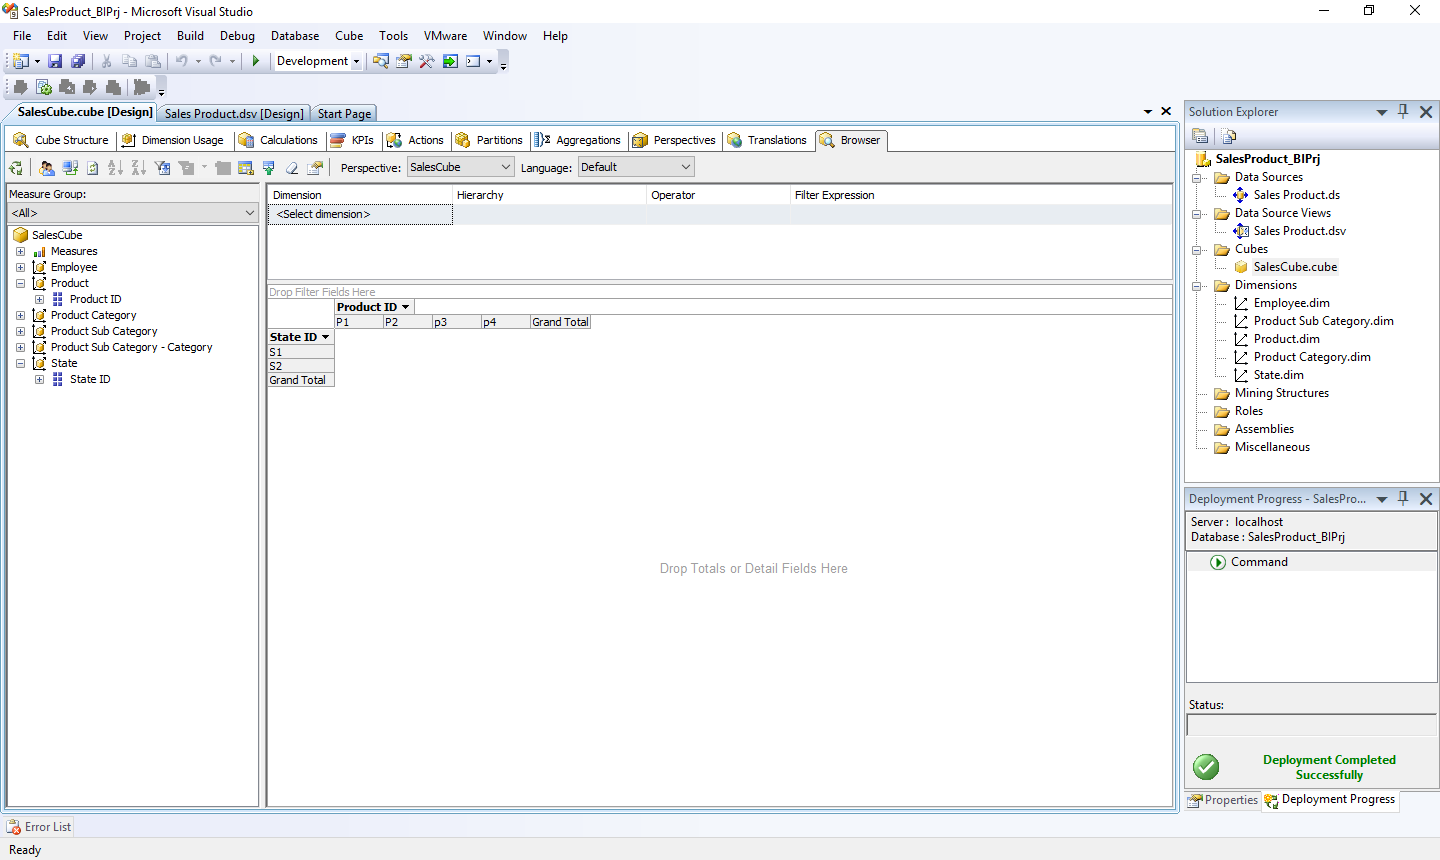 SalesProduct_BIPrj - Microsoft Visual Studio
File Edit View Project Build Debug Database Cube Tools VMware Window Help
Development
SalesCube.cube [Design] Sales Product.dsv [Design] Start Page
Cube Structure Dimension Usage Calculations KPIs Actions Partitions Aggregations Perspectives Translations Browser
Perspective: SalesCube Language: Default
Measure Group:
<All>
SalesCube
Measures
Employee
Product
Product ID
Product Category
Product Sub Category
Product Sub Category - Category
State
State ID
Dimension Hierarchy Operator Filter Expression
<Select dimension>
Drop Filter Fields Here
Product ID
P1 P2 p3 p4 Grand Total
State ID
S1
S2
Grand Total
Drop Totals or Detail Fields Here
Solution Explorer
SalesProduct_BIPrj
Data Sources
Sales Product.ds
Data Source Views
Sales Product.dsv
Cubes
SalesCube.cube
Dimensions
Employee.dim
Product Sub Category.dim
Product.dim
Product Category.dim
State.dim
Mining Structures
Roles
Assemblies
Miscellaneous
Deployment Progress - SalesPro...
Server : localhost
Database : SalesProduct_BIPrj
Command
Status:
Deployment Completed
Successfully
Properties Deployment Progress
Error List
Ready